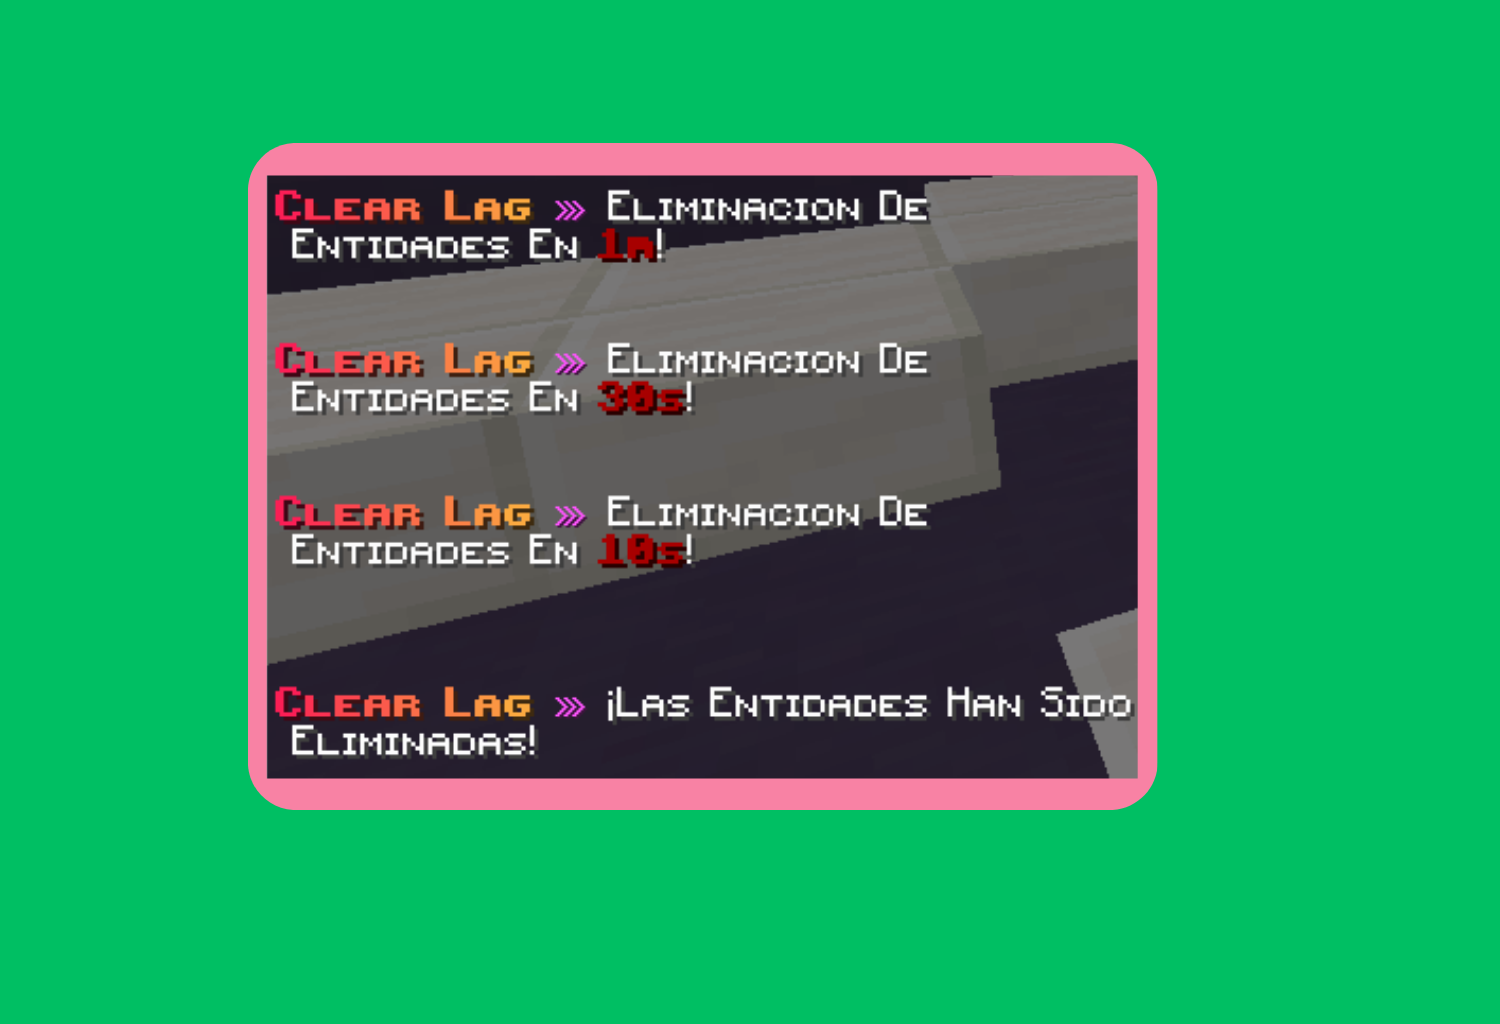 Clear Lag »› Eliminacion De
Entidades En 1m!
Clear Lag »› Eliminacion De
Entidades En 30s!
Clear Lag »› Eliminacion De
Entidades En 10s!
Clear Lag »› ¡Las Entidades Han Sido
Eliminadas!